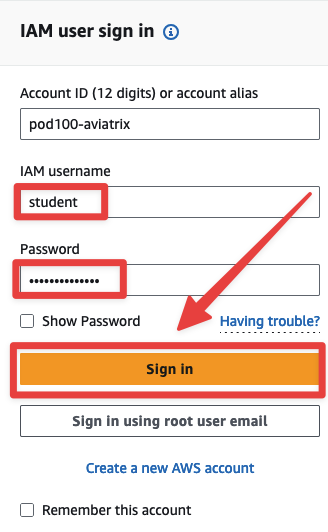 IAM user sign in
Account ID (12 digits) or account alias
pod100-aviatrix
IAM username
student
Password
••••••••••••••
Show Password
Having trouble?
Sign in
Sign in using root user email
Create a new AWS account
Remember this account